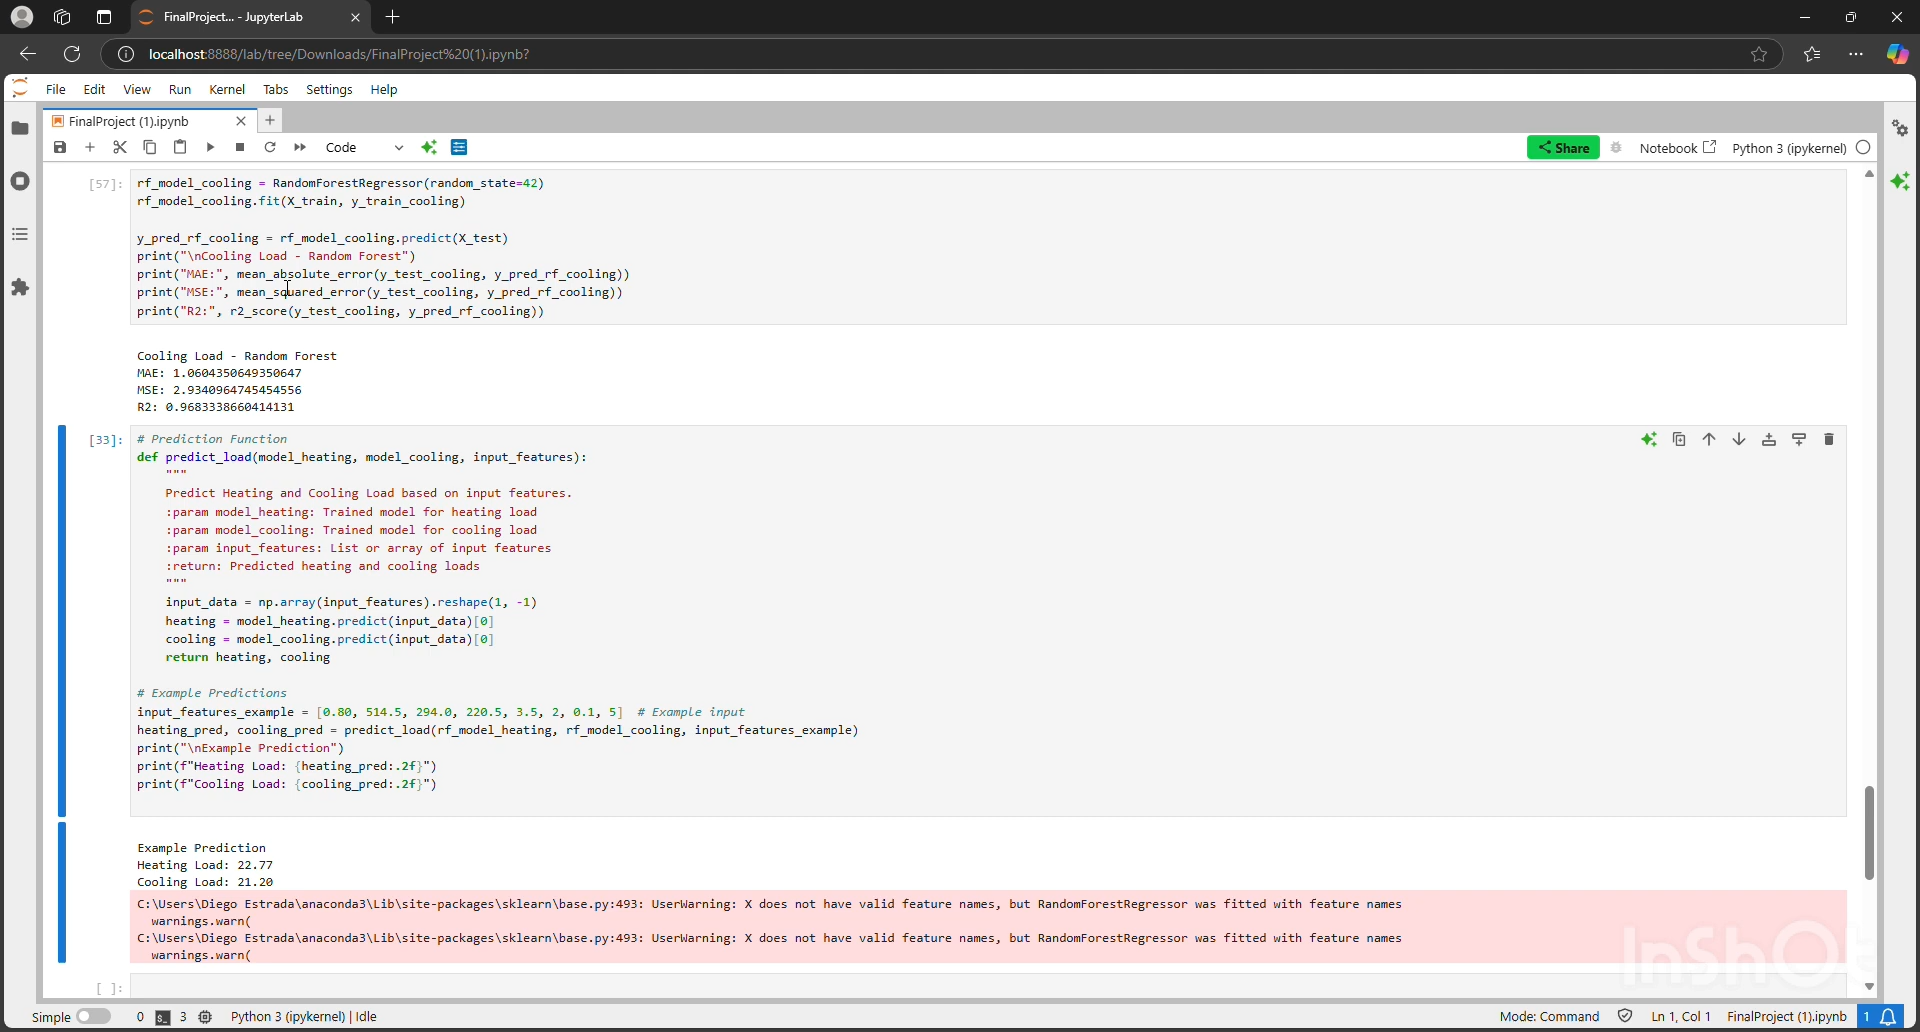 FinalProject... - JupyterLab
localhost:8888/lab/tree/Downloads/FinalProject%20(1).ipynb?
File Edit View Run Kernel Tabs Settings Help
FinalProject (1).ipynb
Code
Share
Notebook
Python 3 (ipykernel)
[57]:
rf_model_cooling = RandomForestRegressor(random_state=42)
rf_model_cooling.fit(X_train, y_train_cooling)
y_pred_rf_cooling = rf_model_cooling.predict(X_test)
print("\nCooling Load - Random Forest")
print("MAE:", mean_absolute_error(y_test_cooling, y_pred_rf_cooling))
print("MSE:", mean_squared_error(y_test_cooling, y_pred_rf_cooling))
print("R2:", r2_score(y_test_cooling, y_pred_rf_cooling))
Cooling Load - Random Forest
MAE: 1.0604350649350647
MSE: 2.9340964745454556
R2: 0.9683338660414131
[33]:
# Prediction Function
def predict_load(model_heating, model_cooling, input_features):
"""
Predict Heating and Cooling Load based on input features.
:param model_heating: Trained model for heating load
:param model_cooling: Trained model for cooling load
:param input_features: List or array of input features
:return: Predicted heating and cooling loads
"""
input_data = np.array(input_features).reshape(1, -1)
heating = model_heating.predict(input_data)[0]
cooling = model_cooling.predict(input_data)[0]
return heating, cooling
# Example Predictions
input_features_example = [0.80, 514.5, 294.0, 220.5, 3.5, 2, 0.1, 5]  # Example input
heating_pred, cooling_pred = predict_load(rf_model_heating, rf_model_cooling, input_features_example)
print("\nExample Prediction")
print(f"Heating Load: {heating_pred:.2f}")
print(f"Cooling Load: {cooling_pred:.2f}")
Example Prediction
Heating Load: 22.77
Cooling Load: 21.20
C:\Users\Diego Estrada\anaconda3\Lib\site-packages\sklearn\base.py:493: UserWarning: X does not have valid feature names, but RandomForestRegressor was fitted with feature names
warnings.warn(
C:\Users\Diego Estrada\anaconda3\Lib\site-packages\sklearn\base.py:493: UserWarning: X does not have valid feature names, but RandomForestRegressor was fitted with feature names
warnings.warn(
InShOt
[ ]:
Simple 0 3 Python 3 (ipykernel) | Idle Mode: Command Ln 1, Col 1 FinalProject (1).ipynb 1